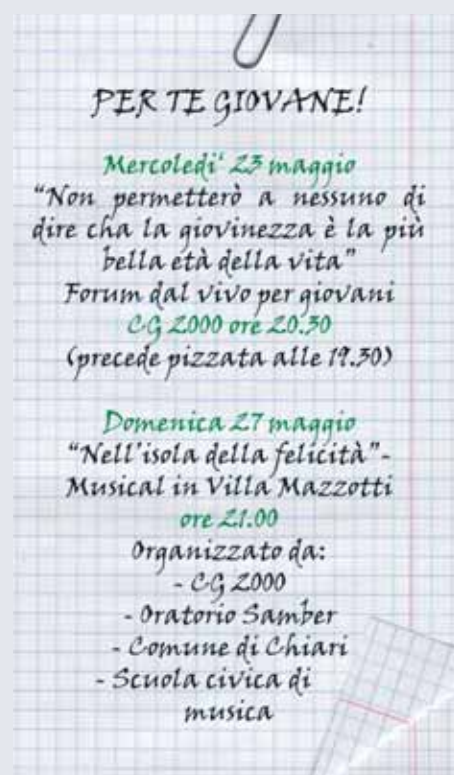 PER TE GIOVANE!
Mercoledi' 23 maggio
"Non permetterò a nessuno di
dire cha la giovinezza è la più
bella età della vita"
Forum dal vivo per giovani
CG 2000 ore 20.30
(precede pizzata alle 19.30)
Domenica 27 maggio
"Nell'isola della felicità"-
Musical in Villa Mazzotti
ore 21.00
Organizzato da:
- CG 2000
- Oratorio Samber
- Comune di Chiari
- Scuola civica di
musica